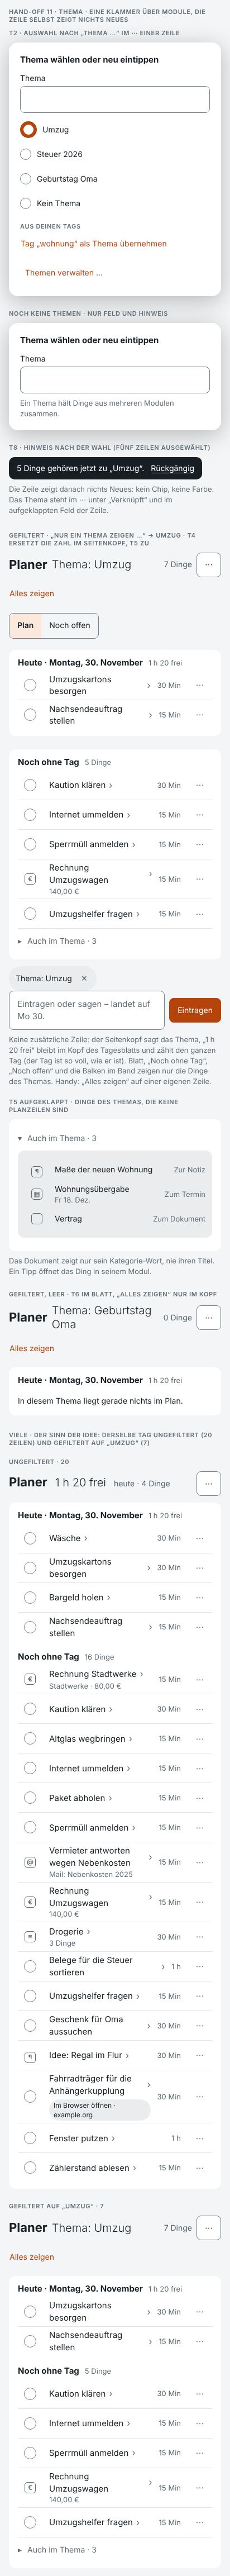 HAND-OFF 11 · THEMA · EINE KLAMMER ÜBER MODULE, DIE
ZEILE SELBST ZEIGT NICHTS NEUES
T2 · AUSWAHL NACH „THEMA …“ IM ⋯ EINER ZEILE
Thema wählen oder neu eintippen
Thema
Umzug
Steuer 2026
Geburtstag Oma
Kein Thema
AUS DEINEN TAGS
Tag „wohnung“ als Thema übernehmen
Themen verwalten …
NOCH KEINE THEMEN · NUR FELD UND HINWEIS
Thema wählen oder neu eintippen
Thema
Ein Thema hält Dinge aus mehreren Modulen
zusammen.
T8 · HINWEIS NACH DER WAHL (FÜNF ZEILEN AUSGEWÄHLT)
5 Dinge gehören jetzt zu „Umzug“. Rückgängig
Die Zeile zeigt danach nichts Neues: kein Chip, keine Farbe.
Das Thema steht im ⋯ unter „Verknüpft“ und im
aufgeklappten Feld der Zeile.
GEFILTERT · „NUR EIN THEMA ZEIGEN …“ → UMZUG · T4
ERSETZT DIE ZAHL IM SEITENKOPF, T5 ZU
Planer Thema: Umzug 7 Dinge ⋯
Alles zeigen
Plan Noch offen
Heute · Montag, 30. November 1 h 20 frei
Umzugskartons
besorgen › 30 Min ⋯
Nachsendeauftrag
stellen › 15 Min ⋯
Noch ohne Tag 5 Dinge
Kaution klären › 30 Min ⋯
Internet ummelden › 15 Min ⋯
Sperrmüll anmelden › 15 Min ⋯
€ Rechnung
Umzugswagen › 15 Min ⋯
140,00 €
Umzugshelfer fragen › 15 Min ⋯
▸ Auch im Thema · 3
Thema: Umzug ✕
Eintragen oder sagen – landet auf
Mo 30.
Eintragen
Keine zusätzliche Zeile: der Seitenkopf sagt das Thema, „1 h
20 frei“ bleibt im Kopf des Tagesblatts und zählt den ganzen
Tag (der Tag ist so voll, wie er ist). Blatt, „Noch ohne Tag“,
„Noch offen“ und die Balken im Band zeigen nur die Dinge
des Themas. Handy: „Alles zeigen“ auf einer eigenen Zeile.
T5 AUFGEKLAPPT · DINGE DES THEMAS, DIE KEINE
PLANZEILEN SIND
▾ Auch im Thema · 3
¶ Maße der neuen Wohnung Zur Notiz
Wohnungsübergabe Zum Termin
Fr 18. Dez.
Vertrag Zum Dokument
Das Dokument zeigt nur sein Kategorie-Wort, nie ihren Titel.
Ein Tipp öffnet das Ding in seinem Modul.
GEFILTERT, LEER · T6 IM BLATT, „ALLES ZEIGEN“ NUR IM KOPF
Planer Thema: Geburtstag
Oma 0 Dinge ⋯
Alles zeigen
Heute · Montag, 30. November 1 h 20 frei
In diesem Thema liegt gerade nichts im Plan.
VIELE · DER SINN DER IDEE: DERSELBE TAG UNGEFILTERT (20
ZEILEN) UND GEFILTERT AUF „UMZUG“ (7)
UNGEFILTERT · 20
Planer 1 h 20 frei heute · 4 Dinge ⋯
Heute · Montag, 30. November 1 h 20 frei
Wäsche › 30 Min ⋯
Umzugskartons
besorgen › 30 Min ⋯
Bargeld holen › 15 Min ⋯
Nachsendeauftrag
stellen › 15 Min ⋯
Noch ohne Tag 16 Dinge
€ Rechnung Stadtwerke › 15 Min ⋯
Stadtwerke · 80,00 €
Kaution klären › 30 Min ⋯
Altglas wegbringen › 15 Min ⋯
Internet ummelden › 15 Min ⋯
Paket abholen › 15 Min ⋯
Sperrmüll anmelden › 15 Min ⋯
@ Vermieter antworten
wegen Nebenkosten › 15 Min ⋯
Mail: Nebenkosten 2025
€ Rechnung
Umzugswagen › 15 Min ⋯
140,00 €
Drogerie › 30 Min ⋯
3 Dinge
Belege für die Steuer
sortieren › 1 h ⋯
Umzugshelfer fragen › 15 Min ⋯
Geschenk für Oma
aussuchen › 30 Min ⋯
¶ Idee: Regal im Flur › 30 Min ⋯
Fahrradträger für die
Anhängerkupplung › 30 Min ⋯
Im Browser öffnen ·
example.org
Fenster putzen › 1 h ⋯
Zählerstand ablesen › 15 Min ⋯
GEFILTERT AUF „UMZUG“ · 7
Planer Thema: Umzug 7 Dinge ⋯
Alles zeigen
Heute · Montag, 30. November 1 h 20 frei
Umzugskartons
besorgen › 30 Min ⋯
Nachsendeauftrag
stellen › 15 Min ⋯
Noch ohne Tag 5 Dinge
Kaution klären › 30 Min ⋯
Internet ummelden › 15 Min ⋯
Sperrmüll anmelden › 15 Min ⋯
€ Rechnung
Umzugswagen › 15 Min ⋯
140,00 €
Umzugshelfer fragen › 15 Min ⋯
▸ Auch im Thema · 3